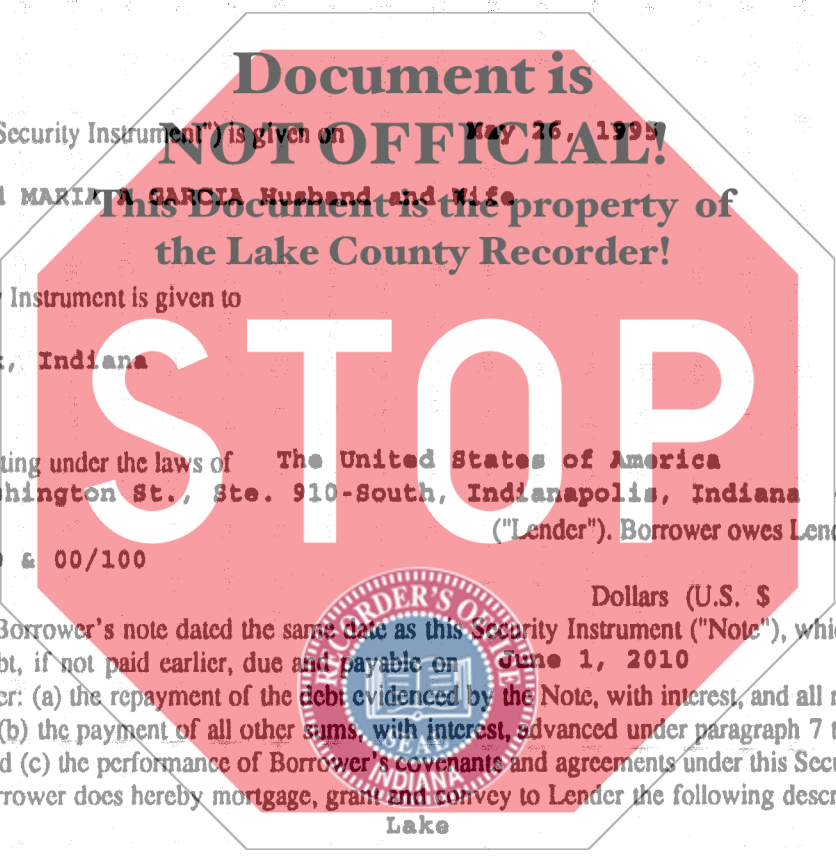 Document is
Security Instrument") is given on May 26, 1995
NOT OFFICIAL!
MARIA A GARCIA Husband and Wife
This Document is the property of
the Lake County Recorder!
Instrument is given to
, Indiana
STOP
ting under the laws of The United States of America
hington St., Ste. 910-South, Indianapolis, Indiana
("Lender"). Borrower owes Lend
& 00/100
Dollars (U.S. $
RECORDER'S OFFICE
Borrower's note dated the same date as this Security Instrument ("Note"), whi
bt, if not paid earlier, due and payable on June 1, 2010
er: (a) the repayment of the debt evidenced by the Note, with interest, and all r
(b) the payment of all other sums, with interest, advanced under paragraph 7 t
SEAL
d (c) the performance of Borrower's covenants and agreements under this Secu
INDIANA
rrower does hereby mortgage, grant and convey to Lender the following descr
Lake